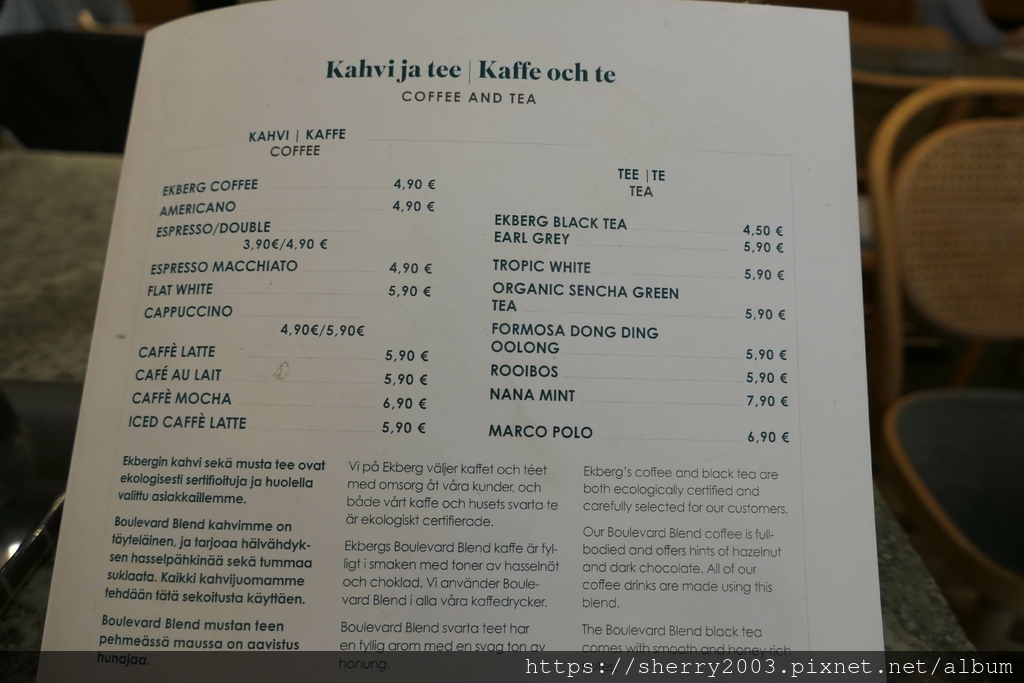 Kahvi ja tee | Kaffe och te
COFFEE AND TEA
KAHVI | KAFFE
COFFEE
EKBERG COFFEE 4,90 €
AMERICANO 4,90 €
ESPRESSO/DOUBLE
3,90€/4,90 €
ESPRESSO MACCHIATO 4,90 €
FLAT WHITE 5,90 €
CAPPUCCINO
4,90€/5,90€
CAFFÈ LATTE 5,90 €
CAFÉ AU LAIT 5,90 €
CAFFÈ MOCHA 6,90 €
ICED CAFFÈ LATTE 5,90 €
TEE | TE
TEA
EKBERG BLACK TEA 4,50 €
EARL GREY 5,90 €
TROPIC WHITE 5,90 €
ORGANIC SENCHA GREEN
TEA 5,90 €
FORMOSA DONG DING
OOLONG 5,90 €
ROOIBOS 5,90 €
NANA MINT 7,90 €
MARCO POLO 6,90 €
Ekbergin kahvi sekä musta tee ovat
ekologisesti sertifioituja ja huolella
valittu asiakkaillemme.
Boulevard Blend kahvimme on
täyteläinen, ja tarjoaa häivähdyk-
sen hasselpähkinää sekä tummaa
suklaata. Kaikki kahvijuomamme
tehdään tätä sekoitusta käyttäen.
Boulevard Blend mustan teen
pehmeässä maussa on aavistus
hunajaa.
Vi på Ekberg väljer kaffet och téet
med omsorg åt våra kunder, och
både vårt kaffe och husets svarta te
är ekologiskt certifierade.
Ekbergs Boulevard Blend kaffe är fyl-
ligt i smaken med toner av hasselnöt
och choklad. Vi använder Boule-
vard Blend i alla våra kaffedrycker.
Boulevard Blend svarta teet har
en fyllig arom med en svag ton av
honung.
Ekberg's coffee and black tea are
both ecologically certified and
carefully selected for our customers.
Our Boulevard Blend coffee is full-
bodied and offers hints of hazelnut
and dark chocolate. All of our
coffee drinks are made using this
blend.
The Boulevard Blend black tea
comes with smooth and honey-rich
https://sherry2003.pixnet.net/album